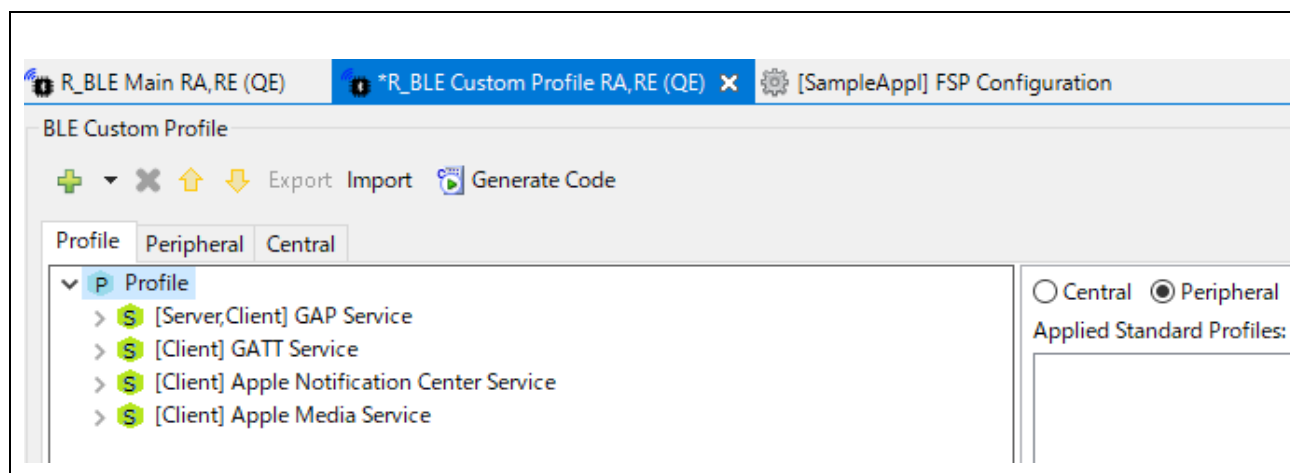 R_BLE Main RA,RE (QE) *R_BLE Custom Profile RA,RE (QE) [SampleAppl] FSP Configuration
BLE Custom Profile
Export Import Generate Code
Profile Peripheral Central
P Profile
S [Server,Client] GAP Service
S [Client] GATT Service
S [Client] Apple Notification Center Service
S [Client] Apple Media Service
Central Peripheral
Applied Standard Profiles: